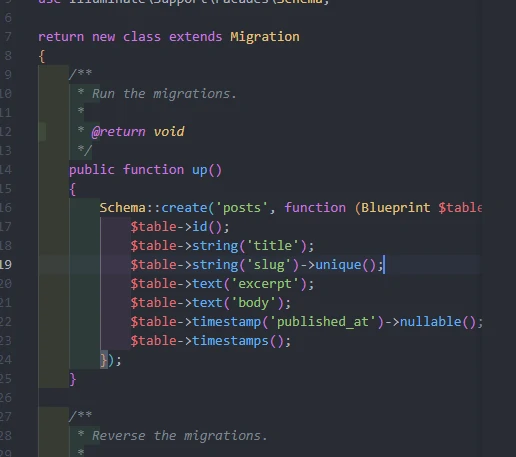 5 use Illuminate\Support\Facades\Schema;
6
7 return new class extends Migration
8 {
9 /**
10 * Run the migrations.
11 *
12 * @return void
13 */
14 public function up()
15 {
16 Schema::create('posts', function (Blueprint $table
17 $table->id();
18 $table->string('title');
19 $table->string('slug')->unique();
20 $table->text('excerpt');
21 $table->text('body');
22 $table->timestamp('published_at')->nullable();
23 $table->timestamps();
24 });
25 }
26
27 /**
28 * Reverse the migrations.
*